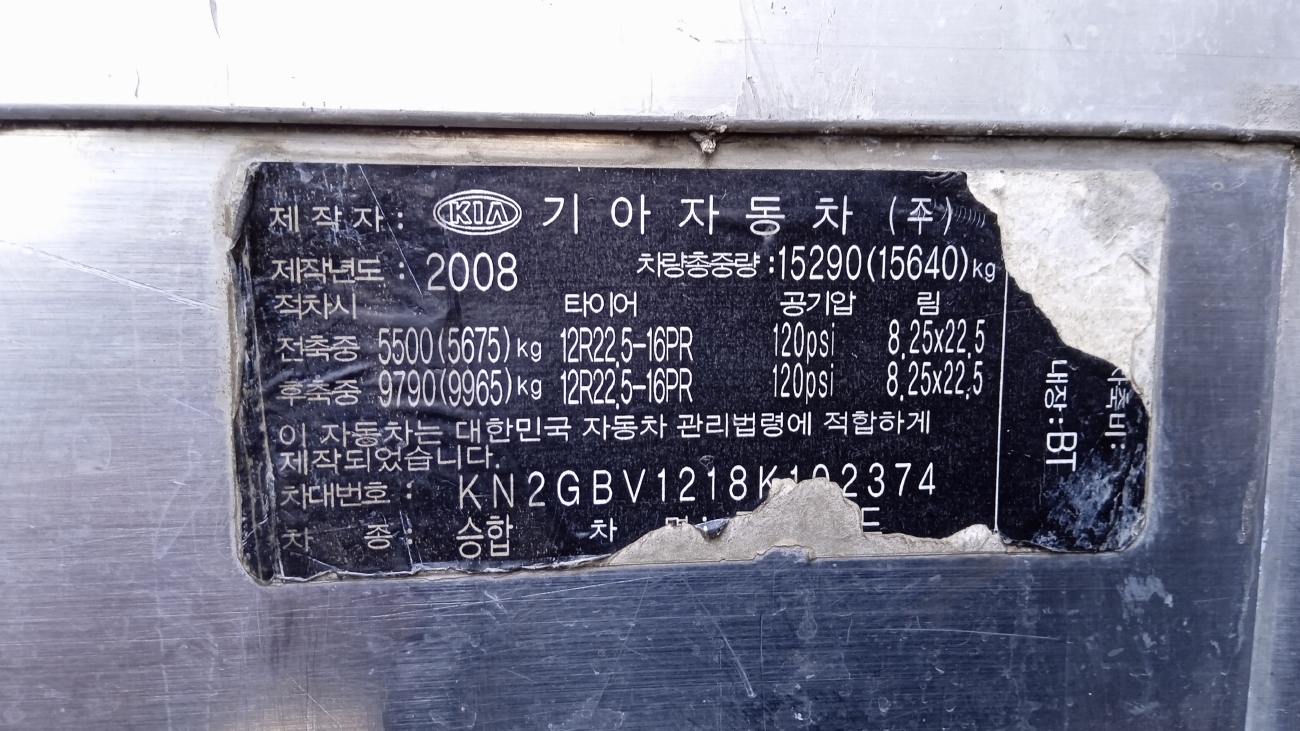 제작자: KIA 기아자동차 (주)
제작년도: 2008 차량총중량:15290(15640)kg
적차시 타이어 공기압 림
전축중 5500(5675)kg 12R22.5-16PR 120psi 8.25x22.5
후축중 9790(9965)kg 12R22.5-16PR 120psi 8.25x22.5
이 자동차는 대한민국 자동차 관리법령에 적합하게
제작되었습니다.
차대번호: KN2GBV1218K102374
차 종: 승합 차
내장:BT